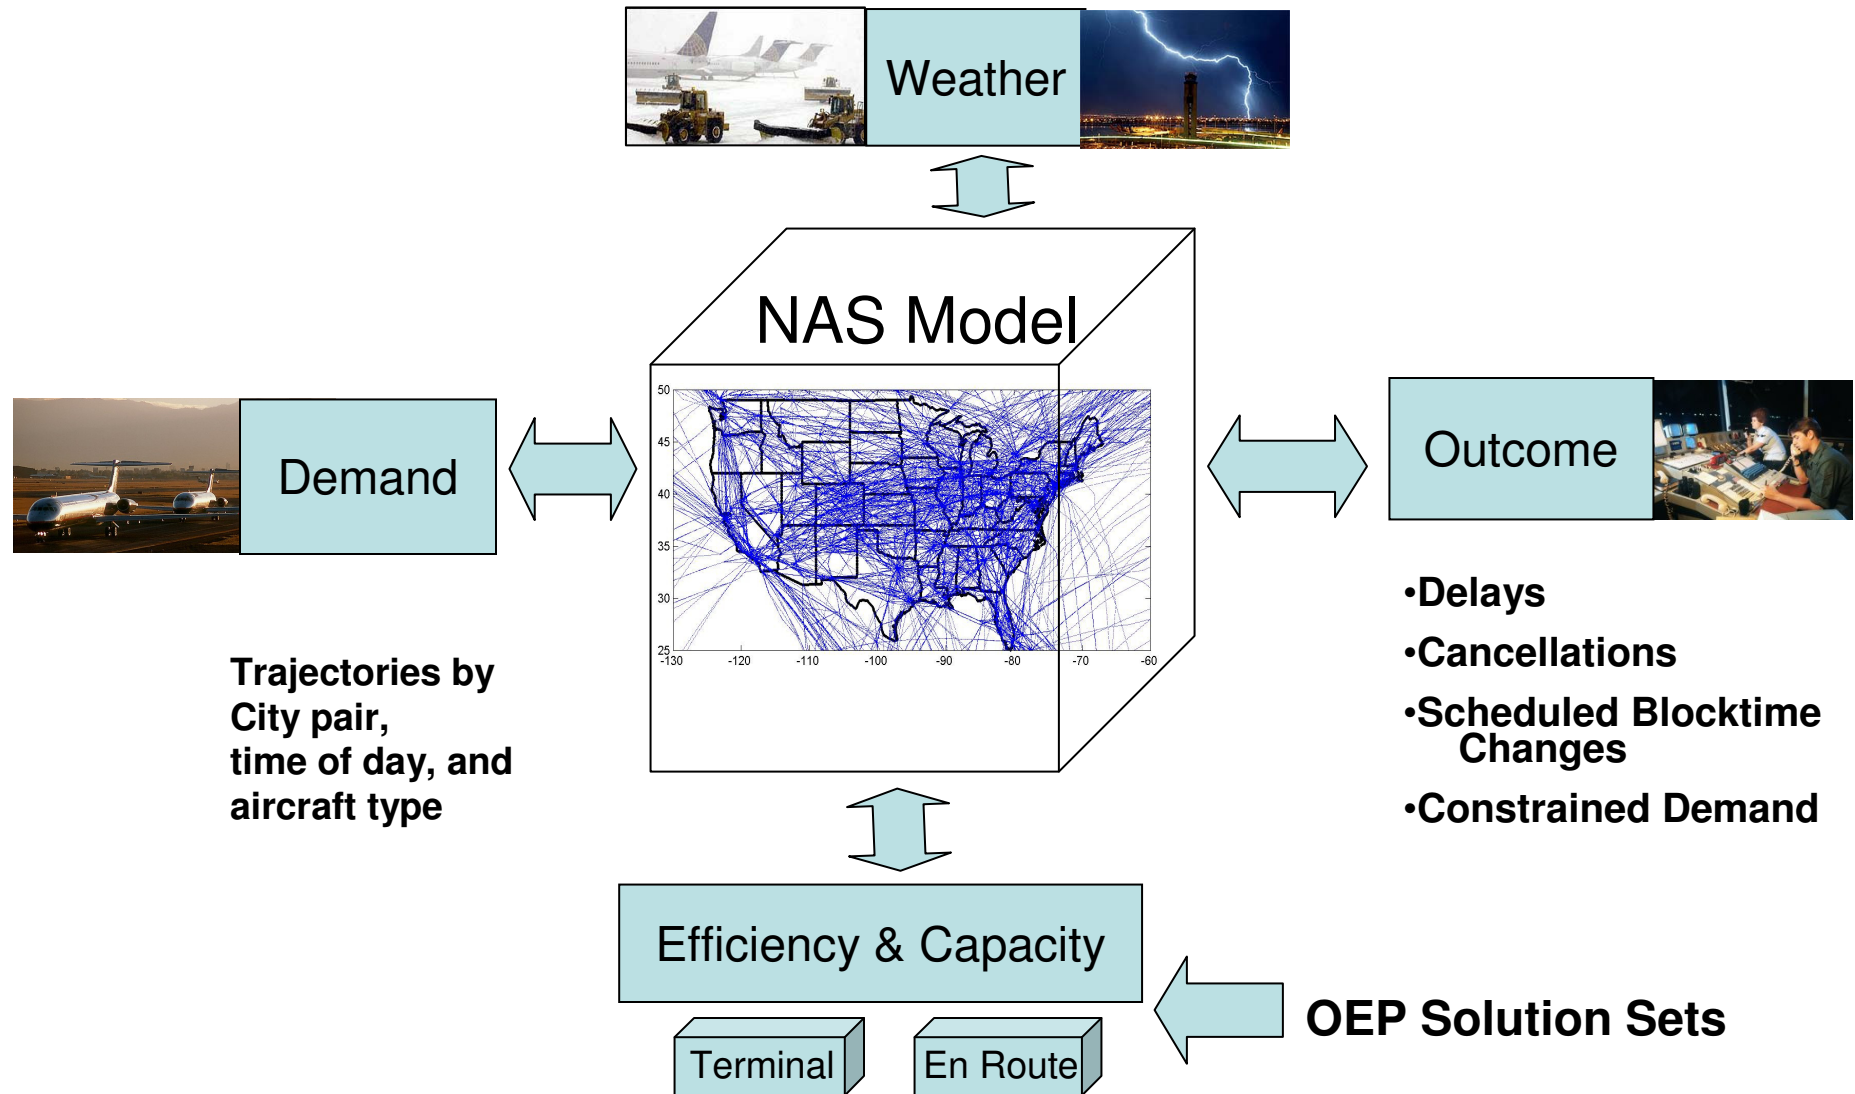 Weather
NAS Model
50
45
40
35
30
25
-130
-120
-110
-100
-90
-80
-70
-60
Demand
Trajectories by
City pair,
time of day, and
aircraft type
Outcome
•Delays
•Cancellations
•Scheduled Blocktime
Changes
•Constrained Demand
Efficiency & Capacity
OEP Solution Sets
Terminal
En Route